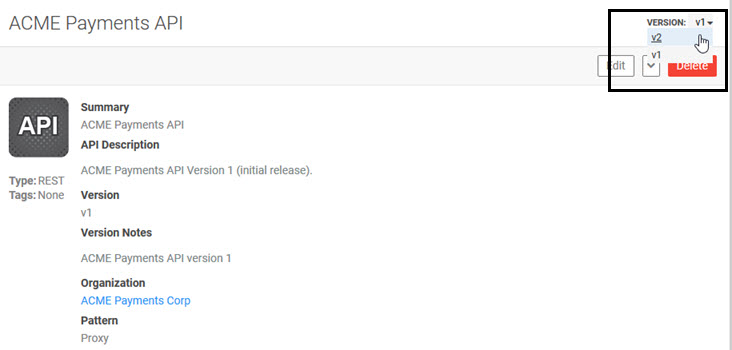 ACME Payments API
VERSION: v1
v2
v1
Edit
Delete
API
Summary
ACME Payments API
API Description
ACME Payments API Version 1 (initial release).
Type: REST
Tags: None
Version
v1
Version Notes
ACME Payments API version 1
Organization
ACME Payments Corp
Pattern
Proxy